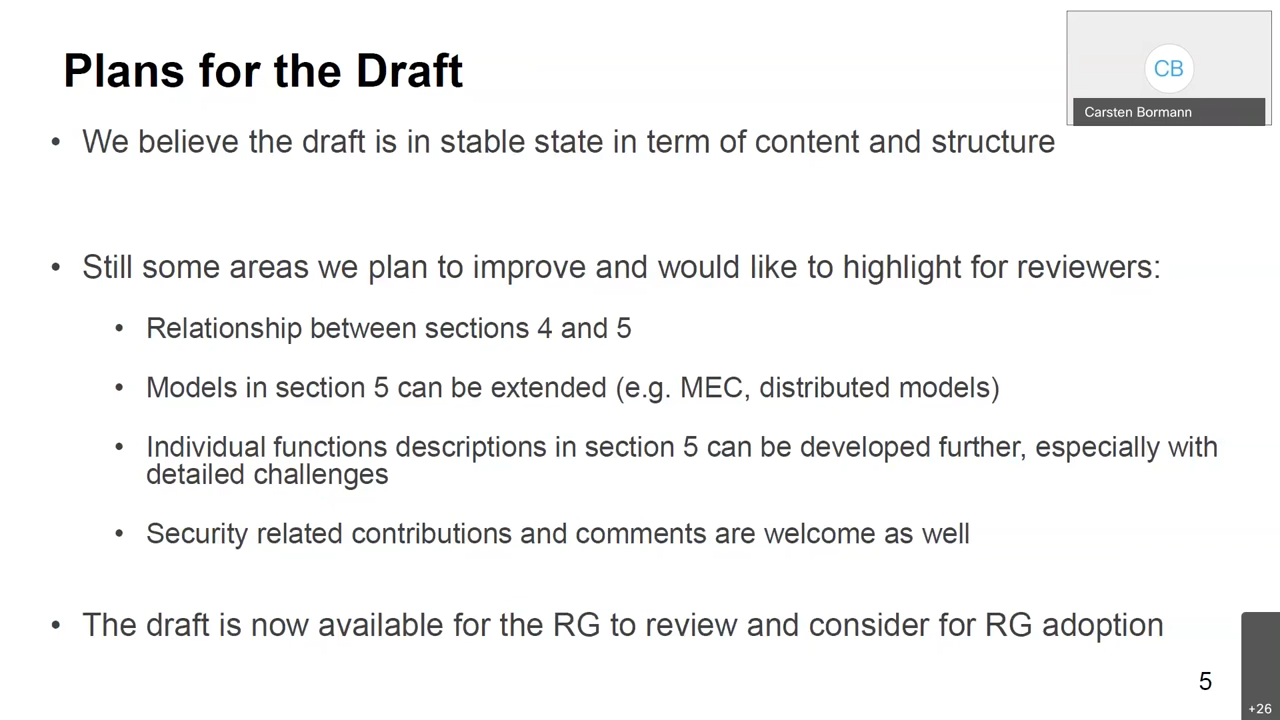 Plans for the Draft
CB
Carsten Bormann
• We believe the draft is in stable state in term of content and structure
• Still some areas we plan to improve and would like to highlight for reviewers:
• Relationship between sections 4 and 5
• Models in section 5 can be extended (e.g. MEC, distributed models)
• Individual functions descriptions in section 5 can be developed further, especially with
detailed challenges
• Security related contributions and comments are welcome as well
• The draft is now available for the RG to review and consider for RG adoption
5
+26